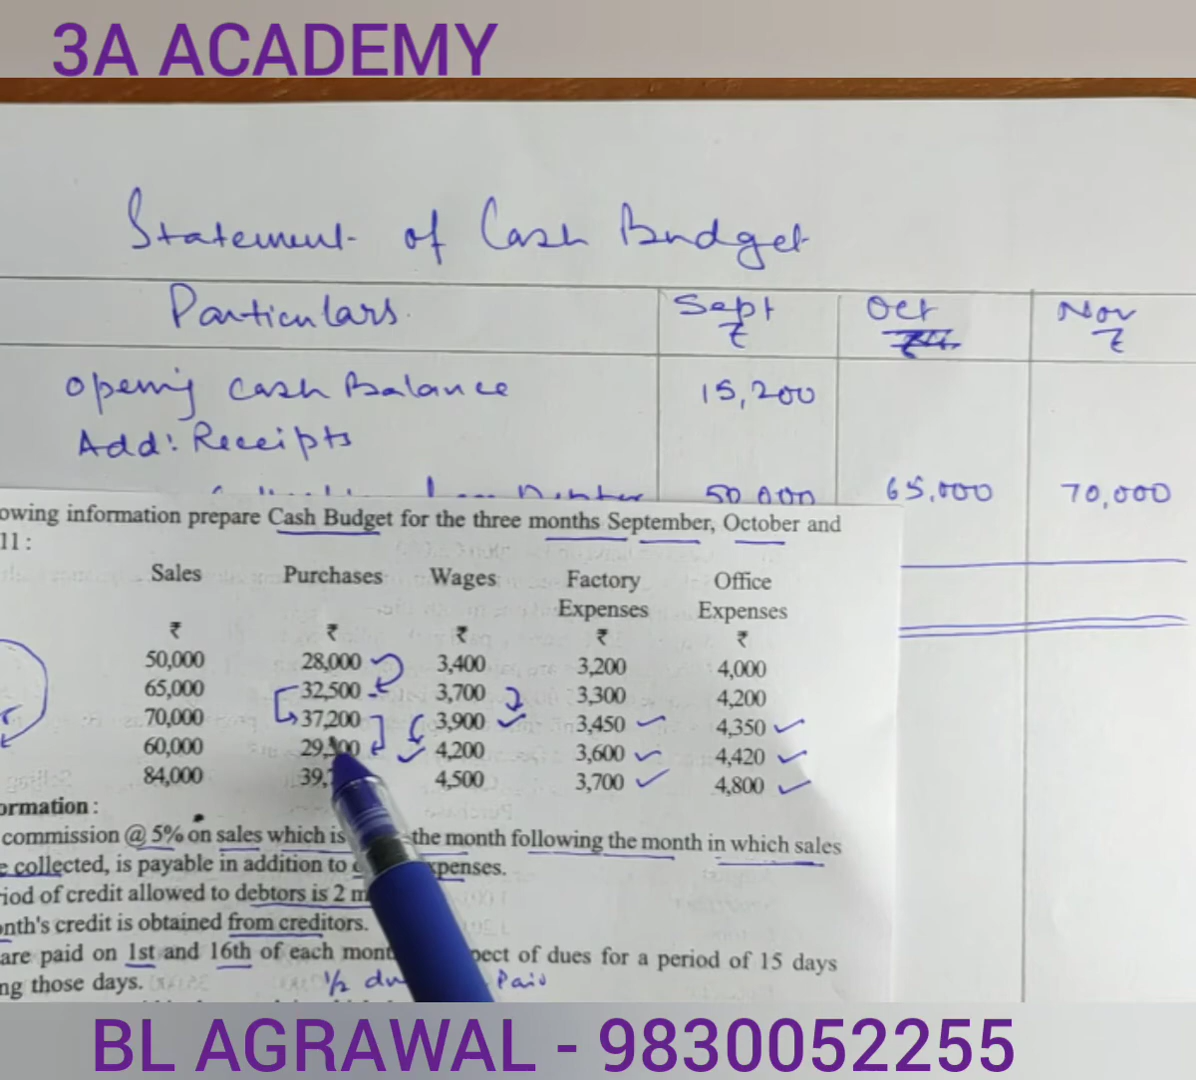 3A ACADEMY
Statement of Cash Budget
Particulars. Sept Oct Nov
₹ ₹
Opening Cash Balance 15,200
Add: Receipts
50,000 65,000 70,000
owing information prepare Cash Budget for the three months September, October and
11 :
Sales Purchases Wages Factory Office
Expenses Expenses
₹ ₹ ₹ ₹ ₹
50,000 28,000 3,400 3,200 4,000
65,000 32,500 3,700 3,300 4,200
70,000 37,200 3,900 3,450 4,350
60,000 4,200 3,600 4,420
84,000 4,500 3,700 4,800
ormation :
commission @ 5% on sales which is the month following the month in which sales
e collected, is payable in addition to expenses.
iod of credit allowed to debtors is 2 m
nth's credit is obtained from creditors.
are paid on 1st and 16th of each mont pect of dues for a period of 15 days
ng those days. 1/2 du Paid
BL AGRAWAL - 9830052255